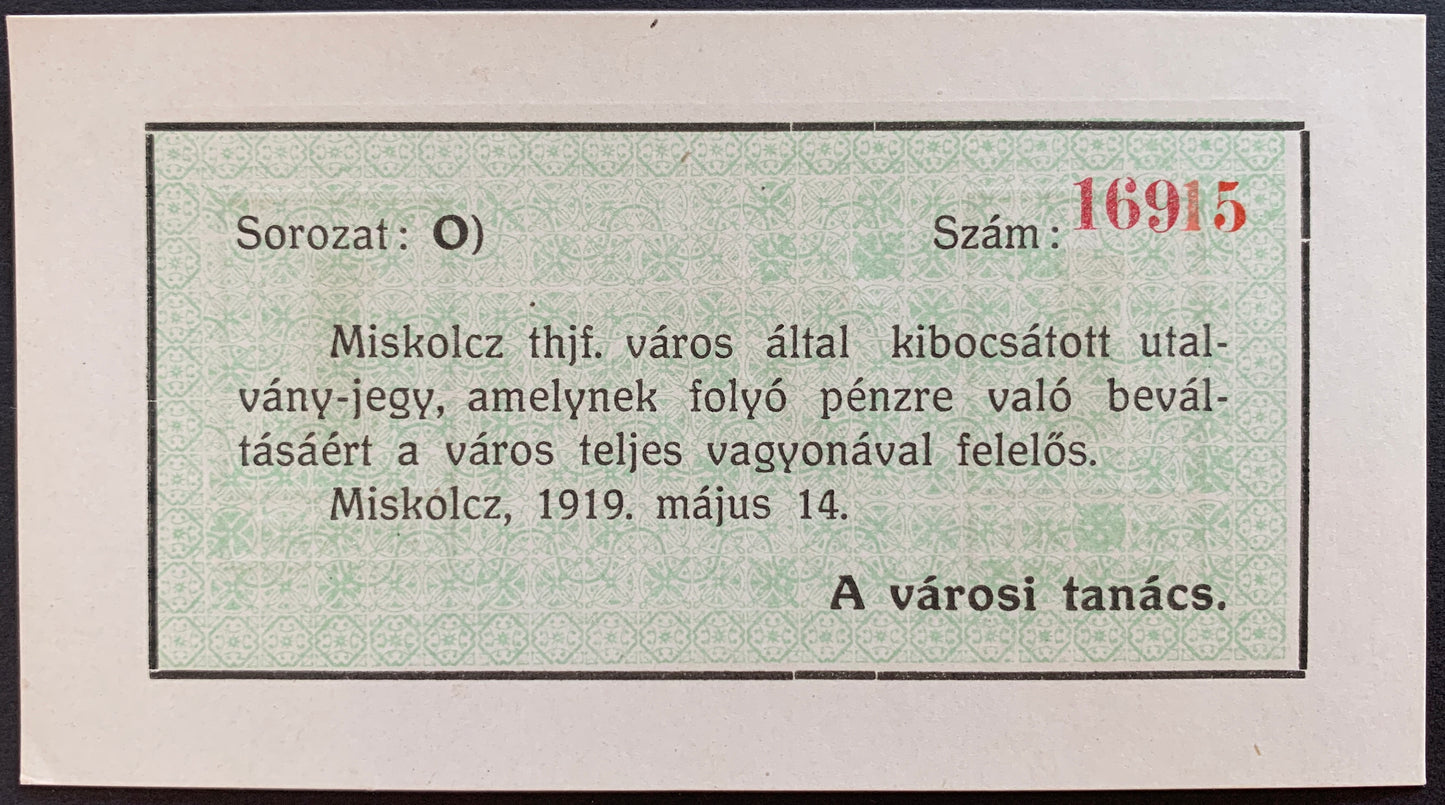 Sorozat: O) Szám: 16915
Miskolcz thjf. város által kibocsátott utal-
vány-jegy, amelynek folyó pénzre való bevál-
tásáért a város teljes vagyonával felelős.
Miskolcz, 1919. május 14.
A városi tanács.